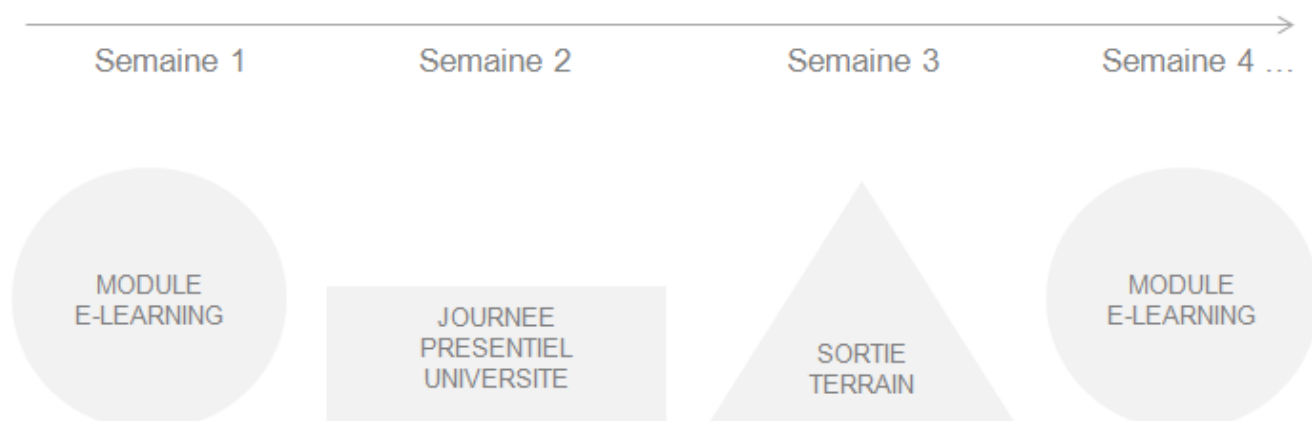 Semaine 1
Semaine 2
Semaine 3
Semaine 4 ...
MODULE
E-LEARNING
JOURNEE
PRESENTIEL
UNIVERSITE
SORTIE
TERRAIN
MODULE
E-LEARNING